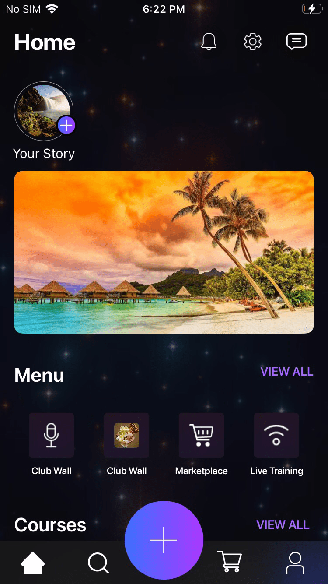 No SIM 6:22 PM
Home
Your Story
Menu VIEW ALL
Club Wall Club Wall Marketplace Live Training
Courses VIEW ALL